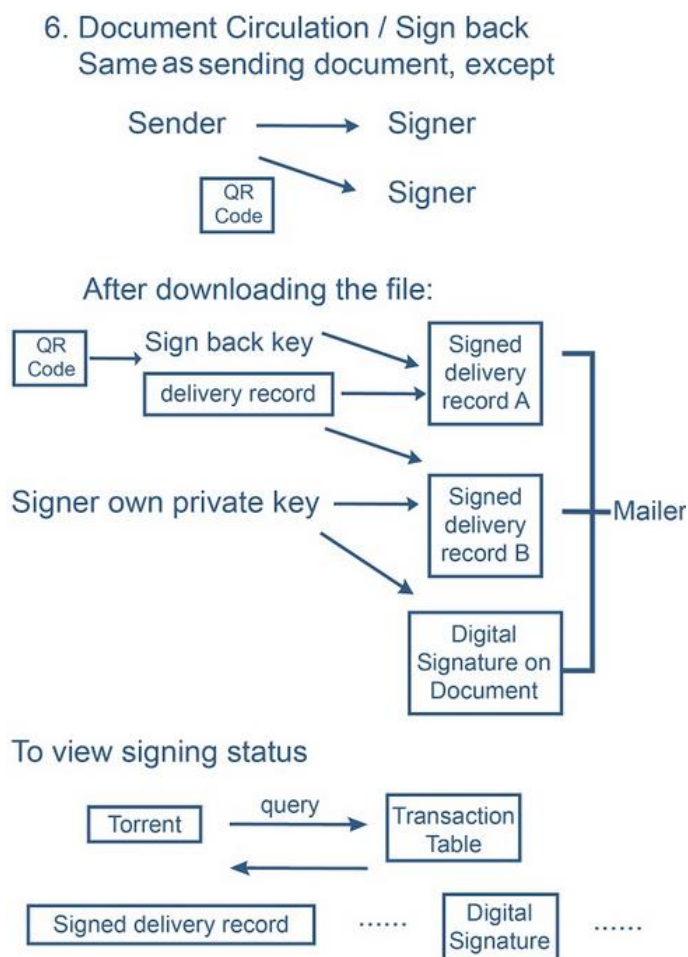 6. Document Circulation / Sign back
Same as sending document, except
Sender
Signer
QR
Code
Signer
After downloading the file:
QR
Code
Sign back key
delivery record
Signed
delivery
record A
Signer own private key
Signed
delivery
record B
Mailer
Digital
Signature on
Document
To view signing status
Torrent
query
Transaction
Table
Signed delivery record
......
Digital
Signature
......